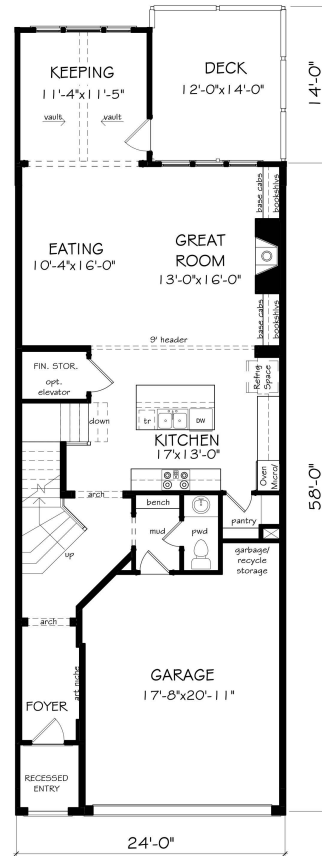 KEEPING
11'-4"x11'-5"
vault vault
DECK
12'-0"x14'-0"
14'-0"
base cabs
bookshlvs
EATING
10'-4"x16'-0"
GREAT
ROOM
13'-0"x16'-0"
base cabs
bookshlvs
9' header
FIN. STOR.
opt.
elevator
Refrig
Space
down
tr
DW
KITCHEN
17'x13'-0"
Oven
Micro/
58'-0"
arch
bench
mud
pwd
pantry
up
garbage/
recycle
storage
arch
art niche
GARAGE
17'-8"x20'-11"
FOYER
RECESSED
ENTRY
24'-0"